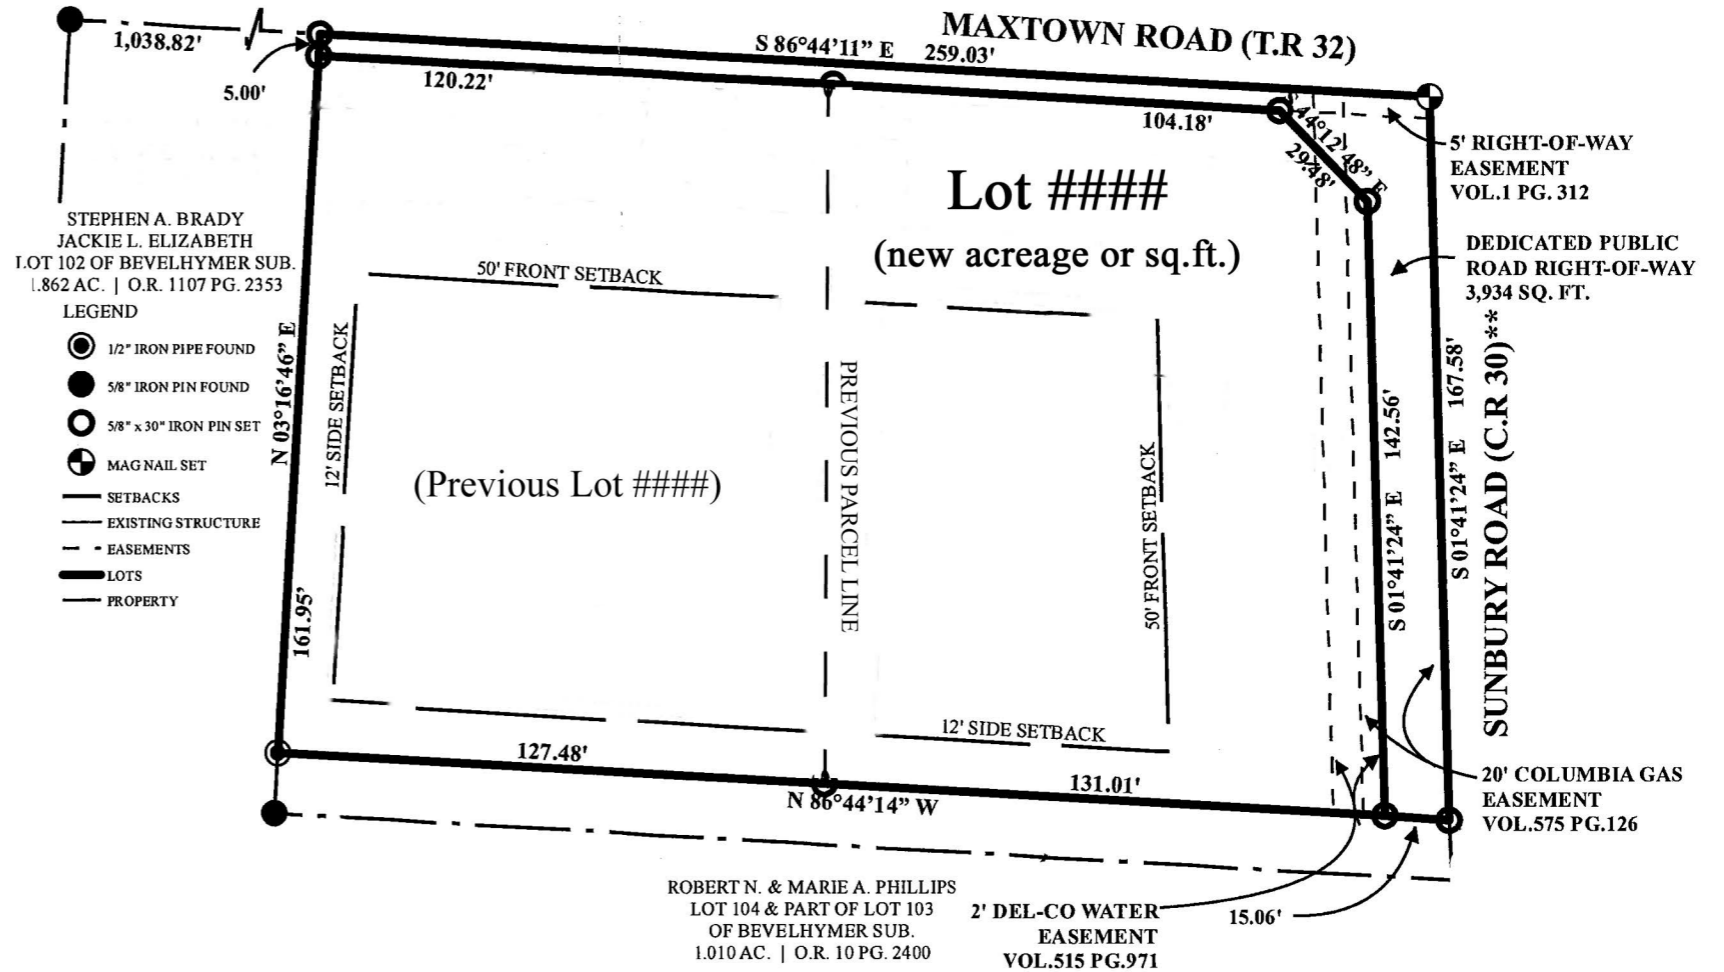 MAXTOWN ROAD (T.R 32)
1,038.82'
S 86°44'11” E 259.03'
5.00'
120.22'
104.18'
S 44°12'48” E
29.48'
5' RIGHT-OF-WAY
EASEMENT
VOL.1 PG. 312
Lot ####
(new acreage or sq.ft.)
DEDICATED PUBLIC
ROAD RIGHT-OF-WAY
3,934 SQ. FT.
STEPHEN A. BRADY
JACKIE L. ELIZABETH
LOT 102 OF BEVELHYMER SUB.
1.862 AC. | O.R. 1107 PG. 2353
LEGEND
1/2" IRON PIPE FOUND
5/8" IRON PIN FOUND
5/8" x 30" IRON PIN SET
MAG NAIL SET
SETBACKS
EXISTING STRUCTURE
EASEMENTS
LOTS
PROPERTY
N 03°16'46” E
161.95'
50' FRONT SETBACK
12' SIDE SETBACK
(Previous Lot ####)
PREVIOUS PARCEL LINE
50' FRONT SETBACK
12' SIDE SETBACK
S 01°41'24” E 142.56'
S 01°41'24” E 167.58'
SUNBURY ROAD (C.R 30)**
127.48'
N 86°44'14” W
131.01'
20' COLUMBIA GAS
EASEMENT
VOL.575 PG.126
ROBERT N. & MARIE A. PHILLIPS
LOT 104 & PART OF LOT 103
OF BEVELHYMER SUB.
1.010 AC. | O.R. 10 PG. 2400
2' DEL-CO WATER
EASEMENT
VOL.515 PG.971
15.06'